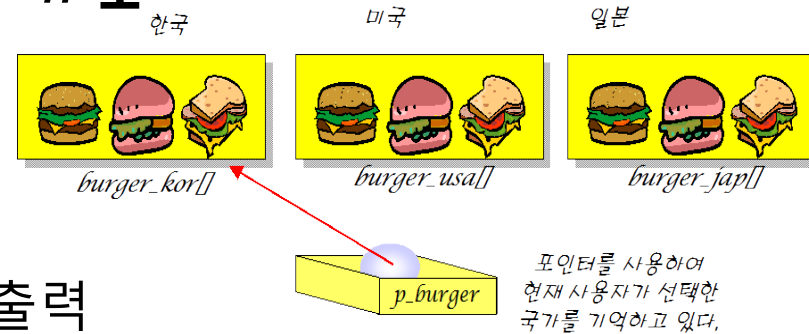 한국
미국
일본
burger_kor[]
burger_usa[]
burger_jap[]
p_burger
포인터를 사용하여
현재 사용자가 선택한
국가를 기억하고 있다.
출력